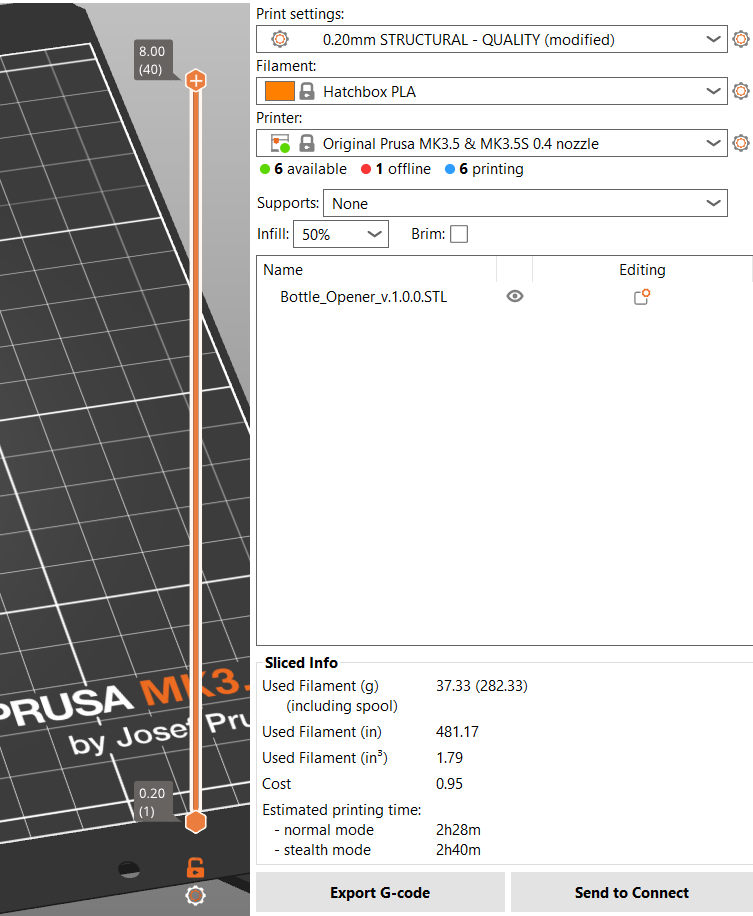 Print settings:
0.20mm STRUCTURAL - QUALITY (modified)
Filament:
Hatchbox PLA
Printer:
Original Prusa MK3.5 & MK3.5S 0.4 nozzle
6 available 1 offline 6 printing
Supports: None
Infill: 50% Brim:
Name Editing
Bottle_Opener_v.1.0.0.STL
Sliced Info
Used Filament (g) 37.33 (282.33)
(including spool)
Used Filament (in) 481.17
Used Filament (in³) 1.79
Cost 0.95
Estimated printing time:
- normal mode 2h28m
- stealth mode 2h40m
Export G-code Send to Connect
8.00
(40)
PRUSA MK3.
by Josef Pru
0.20
(1)